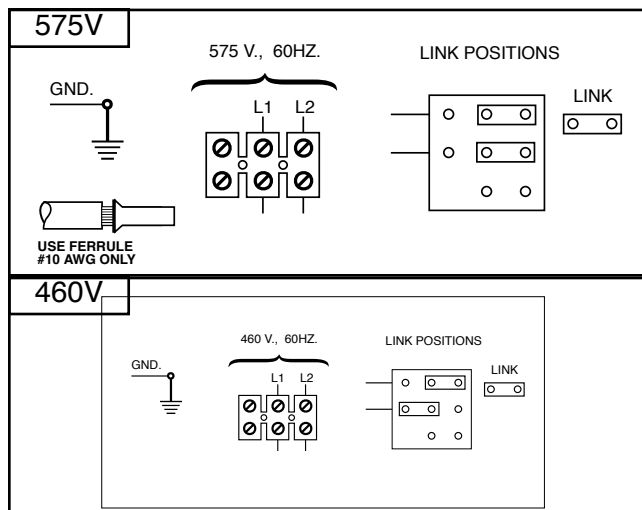 575V
575 V., 60HZ.
LINK POSITIONS
GND.
L1 L2
LINK
USE FERRULE
#10 AWG ONLY
460V
460 V., 60HZ.
LINK POSITIONS
GND.
L1 L2
LINK